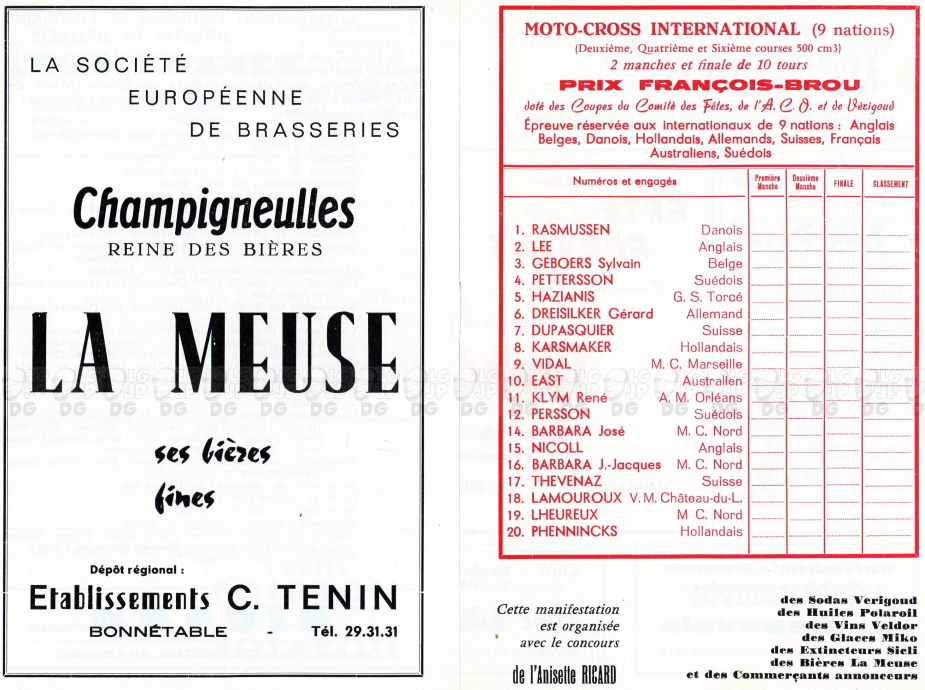 LA SOCIÉTÉ
EUROPÉENNE
DE BRASSERIES
Champigneulles
REINE DES BIÈRES
LA MEUSE
ses bières
fines
Dépôt régional :
Etablissements C. TENIN
BONNÉTABLE - Tél. 29.31.31
MOTO-CROSS INTERNATIONAL (9 nations)
(Deuxième, Quatrième et Sixième courses 500 cm3)
2 manches et finale de 10 tours
PRIX FRANÇOIS-BROU
doté des Coupes du Comité des Fêtes, de l'A. C. O. et de Vérigoud
Épreuve réservée aux internationaux de 9 nations : Anglais
Belges, Danois, Hollandais, Allemands, Suisses, Français
Australiens, Suédois
Numéros et engagés Première Manche Deuxième Manche FINALE CLASSEMENT
1. RASMUSSEN Danois
2. LEE Anglais
3. GEBOERS Sylvain Belge
4. PETTERSSON Suédois
5. HAZIANIS G. S. Torcé
6. DREISILKER Gérard Allemand
7. DUPASQUIER Suisse
8. KARSMAKER Hollandais
9. VIDAL M. C. Marseille
10. EAST Australien
11. KLYM René A. M. Orléans
12. PERSSON Suédois
14. BARBARA José M. C. Nord
15. NICOLL Anglais
16. BARBARA J.-Jacques M. C. Nord
17. THEVENAZ Suisse
18. LAMOUROUX V. M. Château-du-L.
19. LHEUREUX M C. Nord
20. PHENNINCKS Hollandais
Cette manifestation
est organisée
avec le concours
de l'Anisette RICARD
des Sodas Verigoud
des Huiles Polaroil
des Vins Veldor
des Glaces Miko
des Extincteurs Sicli
des Bières La Meuse
et des Commerçants annonceurs